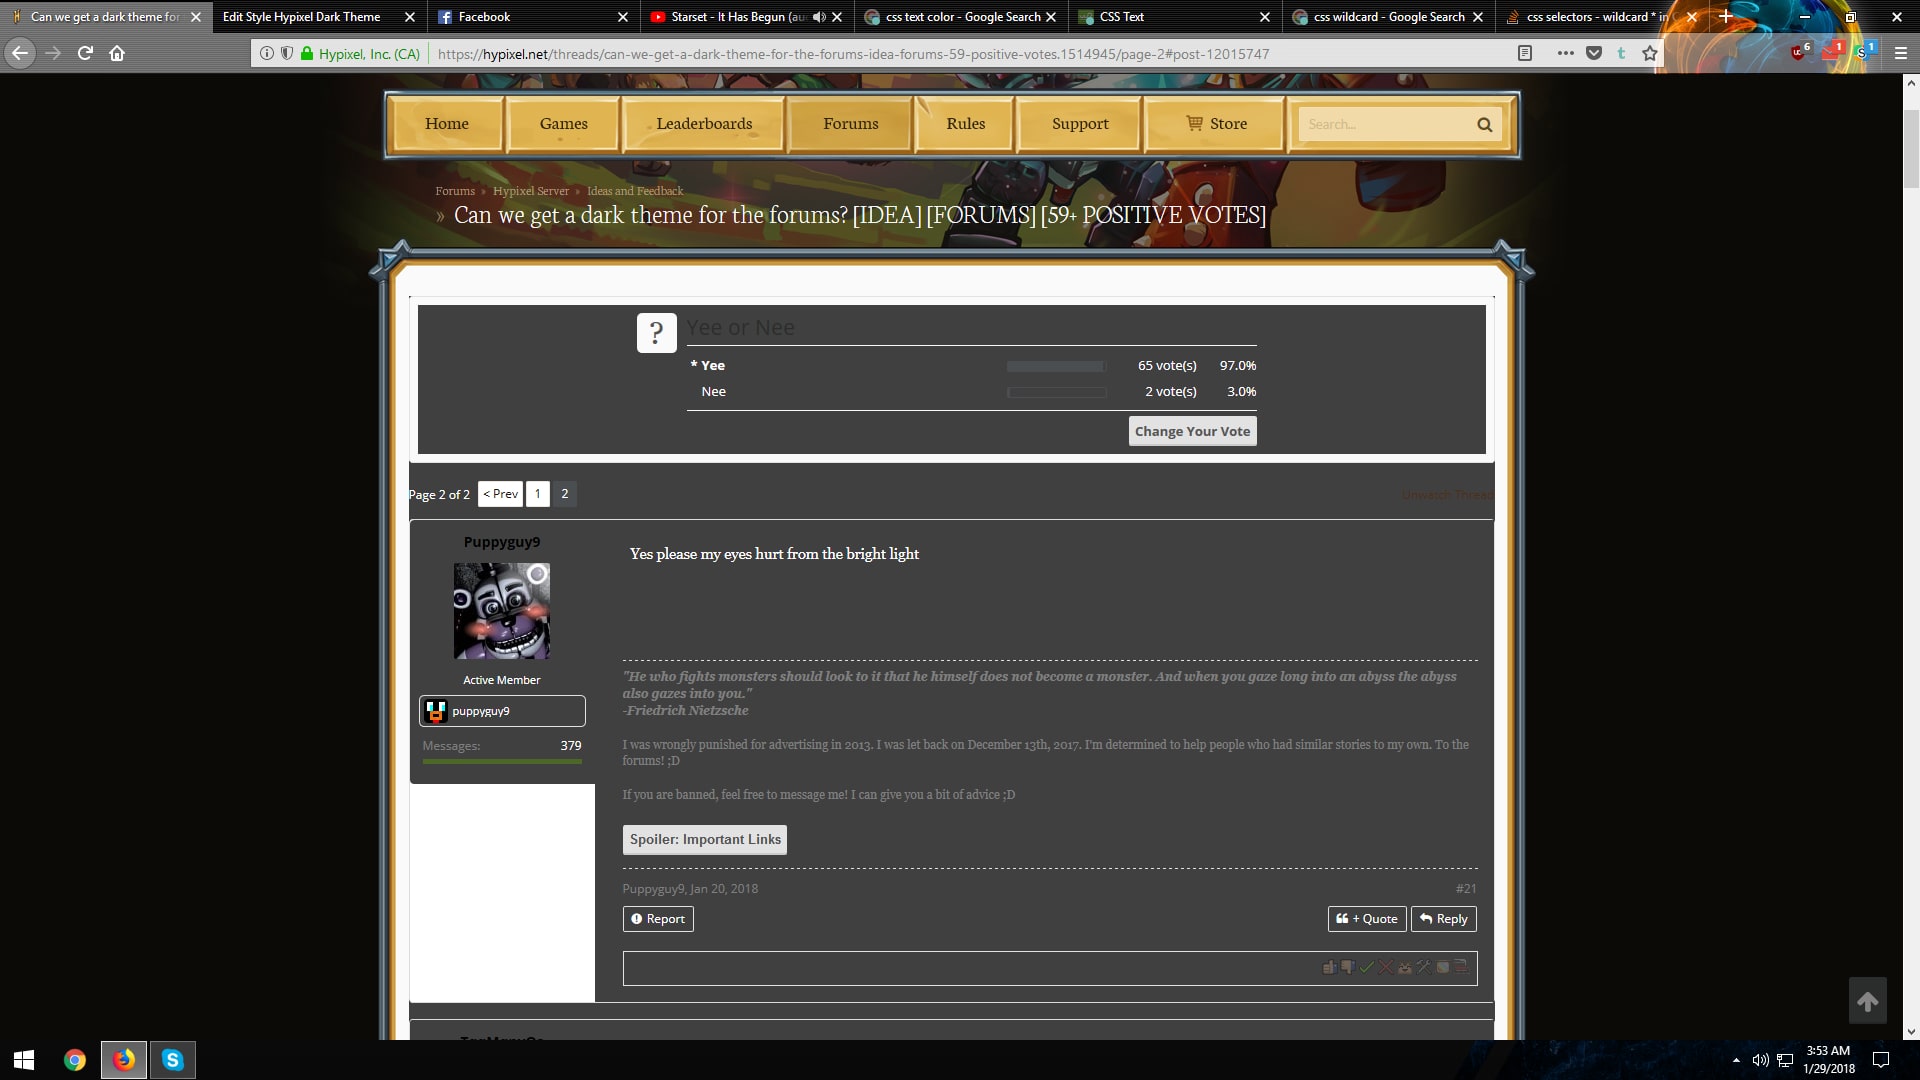 Can we get a dark theme for
Edit Style Hypixel Dark Theme
Facebook
Starset - It Has Begun (au
css text color - Google Search
CSS Text
css wildcard - Google Search
css selectors - wildcard * in
Hypixel, Inc. (CA)
https://hypixel.net/threads/can-we-get-a-dark-theme-for-the-forums-idea-forums-59-positive-votes.1514945/page-2#post-12015747
6
1
1
Home
Games
Leaderboards
Forums
Rules
Support
Store
Search...
Forums » Hypixel Server » Ideas and Feedback
» Can we get a dark theme for the forums? [IDEA] [FORUMS] [59+ POSITIVE VOTES]
? Yee or Nee
* Yee 65 vote(s) 97.0%
Nee 2 vote(s) 3.0%
Change Your Vote
Page 2 of 2 < Prev 1 2
Unwatch Thread
Puppyguy9
Active Member
puppyguy9
Messages: 379
Yes please my eyes hurt from the bright light
"He who fights monsters should look to it that he himself does not become a monster. And when you gaze long into an abyss the abyss
also gazes into you."
-Friedrich Nietzsche
I was wrongly punished for advertising in 2013. I was let back on December 13th, 2017. I'm determined to help people who had similar stories to my own. To the
forums! ;D
If you are banned, feel free to message me! I can give you a bit of advice ;D
Spoiler: Important Links
Puppyguy9, Jan 20, 2018 #21
Report
+ Quote
Reply
3:53 AM
1/29/2018